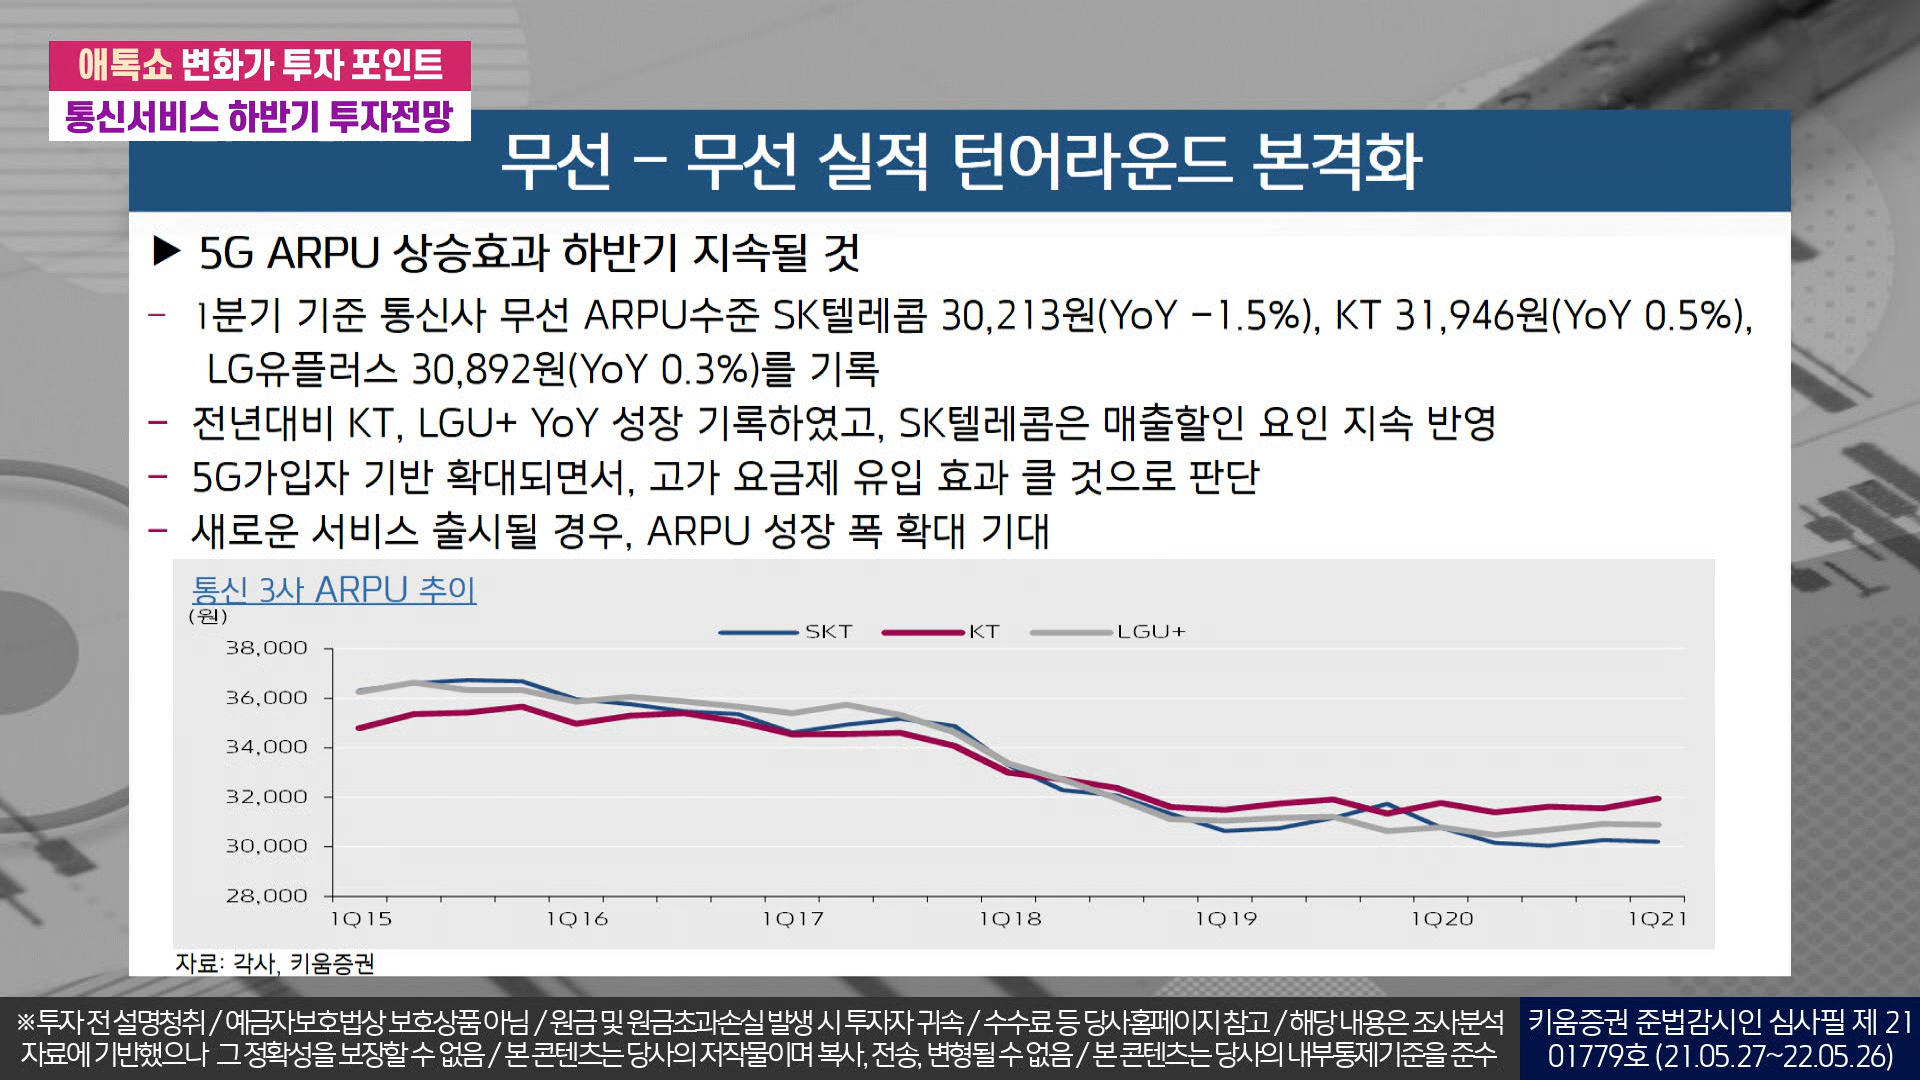 애톡쇼 변화가 투자 포인트
통신서비스 하반기 투자전망
무선 – 무선 실적 턴어라운드 본격화
▶ 5G ARPU 상승효과 하반기 지속될 것
– 1분기 기준 통신사 무선 ARPU수준 SK텔레콤 30,213원(YoY –1.5%), KT 31,946원(YoY 0.5%),
LG유플러스 30,892원(YoY 0.3%)를 기록
– 전년대비 KT, LGU+ YoY 성장 기록하였고, SK텔레콤은 매출할인 요인 지속 반영
– 5G가입자 기반 확대되면서, 고가 요금제 유입 효과 클 것으로 판단
– 새로운 서비스 출시될 경우, ARPU 성장 폭 확대 기대
통신 3사 ARPU 추이
(원)
SKT KT LGU+
38,000
36,000
34,000
32,000
30,000
28,000
1Q15 1Q16 1Q17 1Q18 1Q19 1Q20 1Q21
자료: 각사, 키움증권
※투자 전 설명청취 / 예금자보호법상 보호상품 아님 / 원금 및 원금초과손실 발생 시 투자자 귀속 / 수수료 등 당사홈페이지 참고 / 해당 내용은 조사분석
자료에 기반했으나 그 정확성을 보장할 수 없음 / 본 콘텐츠는 당사의 저작물이며 복사, 전송, 변형될 수 없음 / 본 콘텐츠는 당사의 내부통제기준을 준수
키움증권 준법감시인 심사필 제 21
01779호 (21.05.27~22.05.26)